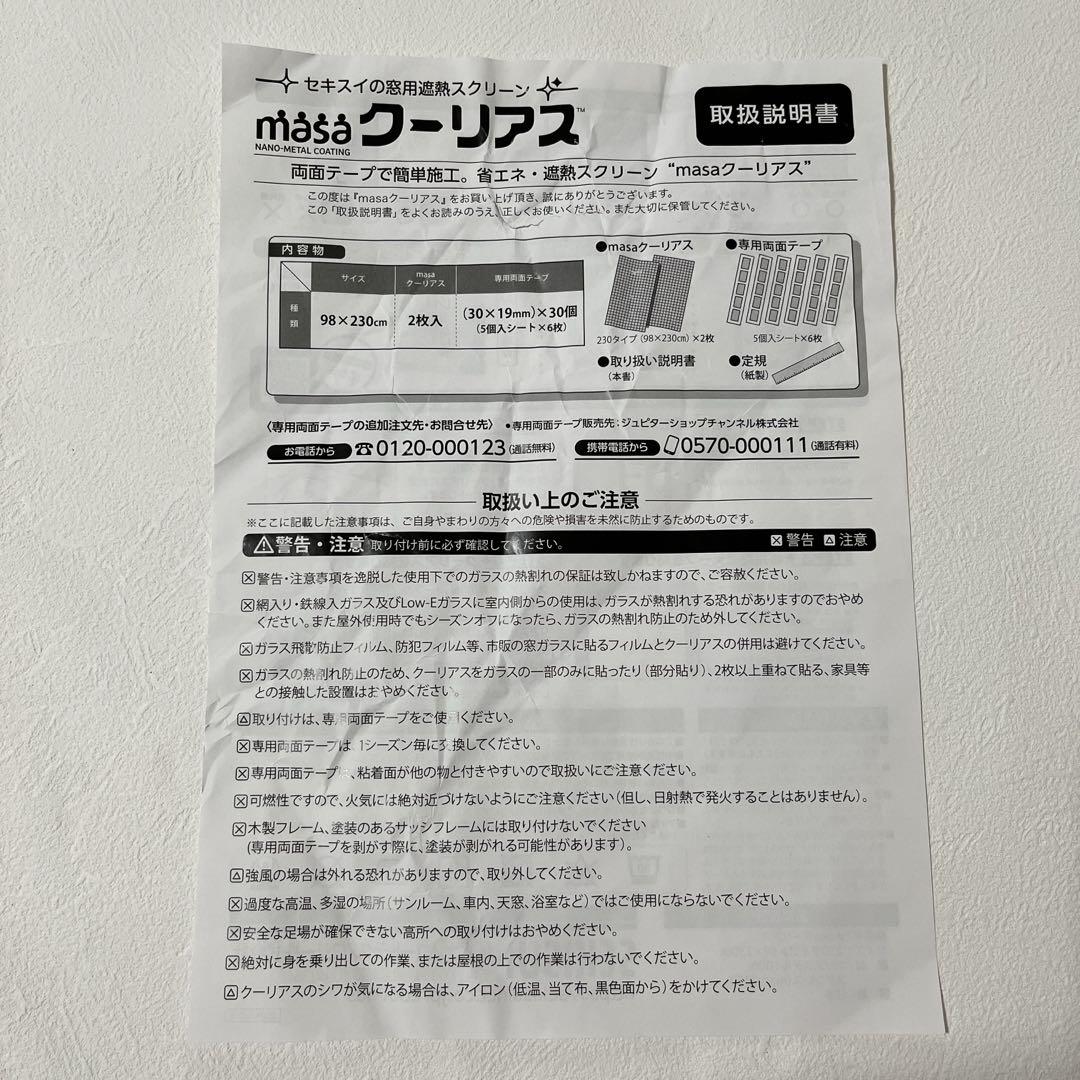 セキスイの窓用遮熱スクリーン
masaクーリアス™
NANO-METAL COATING
取扱説明書
両面テープで簡単施工。省エネ・遮熱スクリーン “masaクーリアス”
この度は『masaクーリアス』をお買い上げ頂き、誠にありがとうございます。
この「取扱説明書」をよくお読みのうえ、正しくお使いください。また大切に保管してください。
内容物
サイズ
masa
クーリアス
専用両面テープ
種類
98×230cm
2枚入
(30×19mm)×30個
(5個入シート×6枚)
●masaクーリアス
230タイプ (98×230cm) ×2枚
●専用両面テープ
5個入シート×6枚
●取り扱い説明書
(本書)
●定規
(紙製)
〈専用両面テープの追加注文先・お問合せ先〉 •専用両面テープ販売先：ジュピターショップチャンネル株式会社
お電話から ☎0120-000123(通話無料)
携帯電話から 0570-000111(通話有料)
取扱い上のご注意
※ここに記載した注意事項は、ご自身やまわりの方々への危険や損害を未然に防止するためのものです。
⚠警告・注意 取り付け前に必ず確認してください。
☒警告 △注意
☒警告・注意事項を逸脱した使用下でのガラスの熱割れの保証は致しかねますので、ご容赦ください。
☒網入り・鉄線入ガラス及びLow-Eガラスに室内側からの使用は、ガラスが熱割れする恐れがありますのでおやめ
ください。また屋外使用時でもシーズンオフになったら、ガラスの熱割れ防止のため外してください。
☒ガラス飛散防止フィルム、防犯フィルム等、市販の窓ガラスに貼るフィルムとクーリアスの併用は避けてください。
☒ガラスの熱割れ防止のため、クーリアスをガラスの一部のみに貼ったり（部分貼り）、2枚以上重ねて貼る、家具等
との接触した設置はおやめください。
△取り付けは、専用両面テープをご使用ください。
☒専用両面テープは、1シーズン毎に交換してください。
☒専用両面テープは、粘着面が他の物と付きやすいので取扱いにご注意ください。
☒可燃性ですので、火気には絶対近づけないようにご注意ください（但し、日射熱で発火することはありません）。
☒木製フレーム、塗装のあるサッシフレームには取り付けないでください
(専用両面テープを剥がす際に、塗装が剥がれる可能性があります)。
△強風の場合は外れる恐れがありますので、取り外してください。
☒過度な高温、多湿の場所（サンルーム、車内、天窓、浴室など）ではご使用にならないでください。
☒安全な足場が確保できない高所への取り付けはおやめください。
☒絶対に身を乗り出しての作業、または屋根の上での作業は行わないでください。
△クーリアスのシワが気になる場合は、アイロン（低温、当て布、黒色面から）をかけてください。